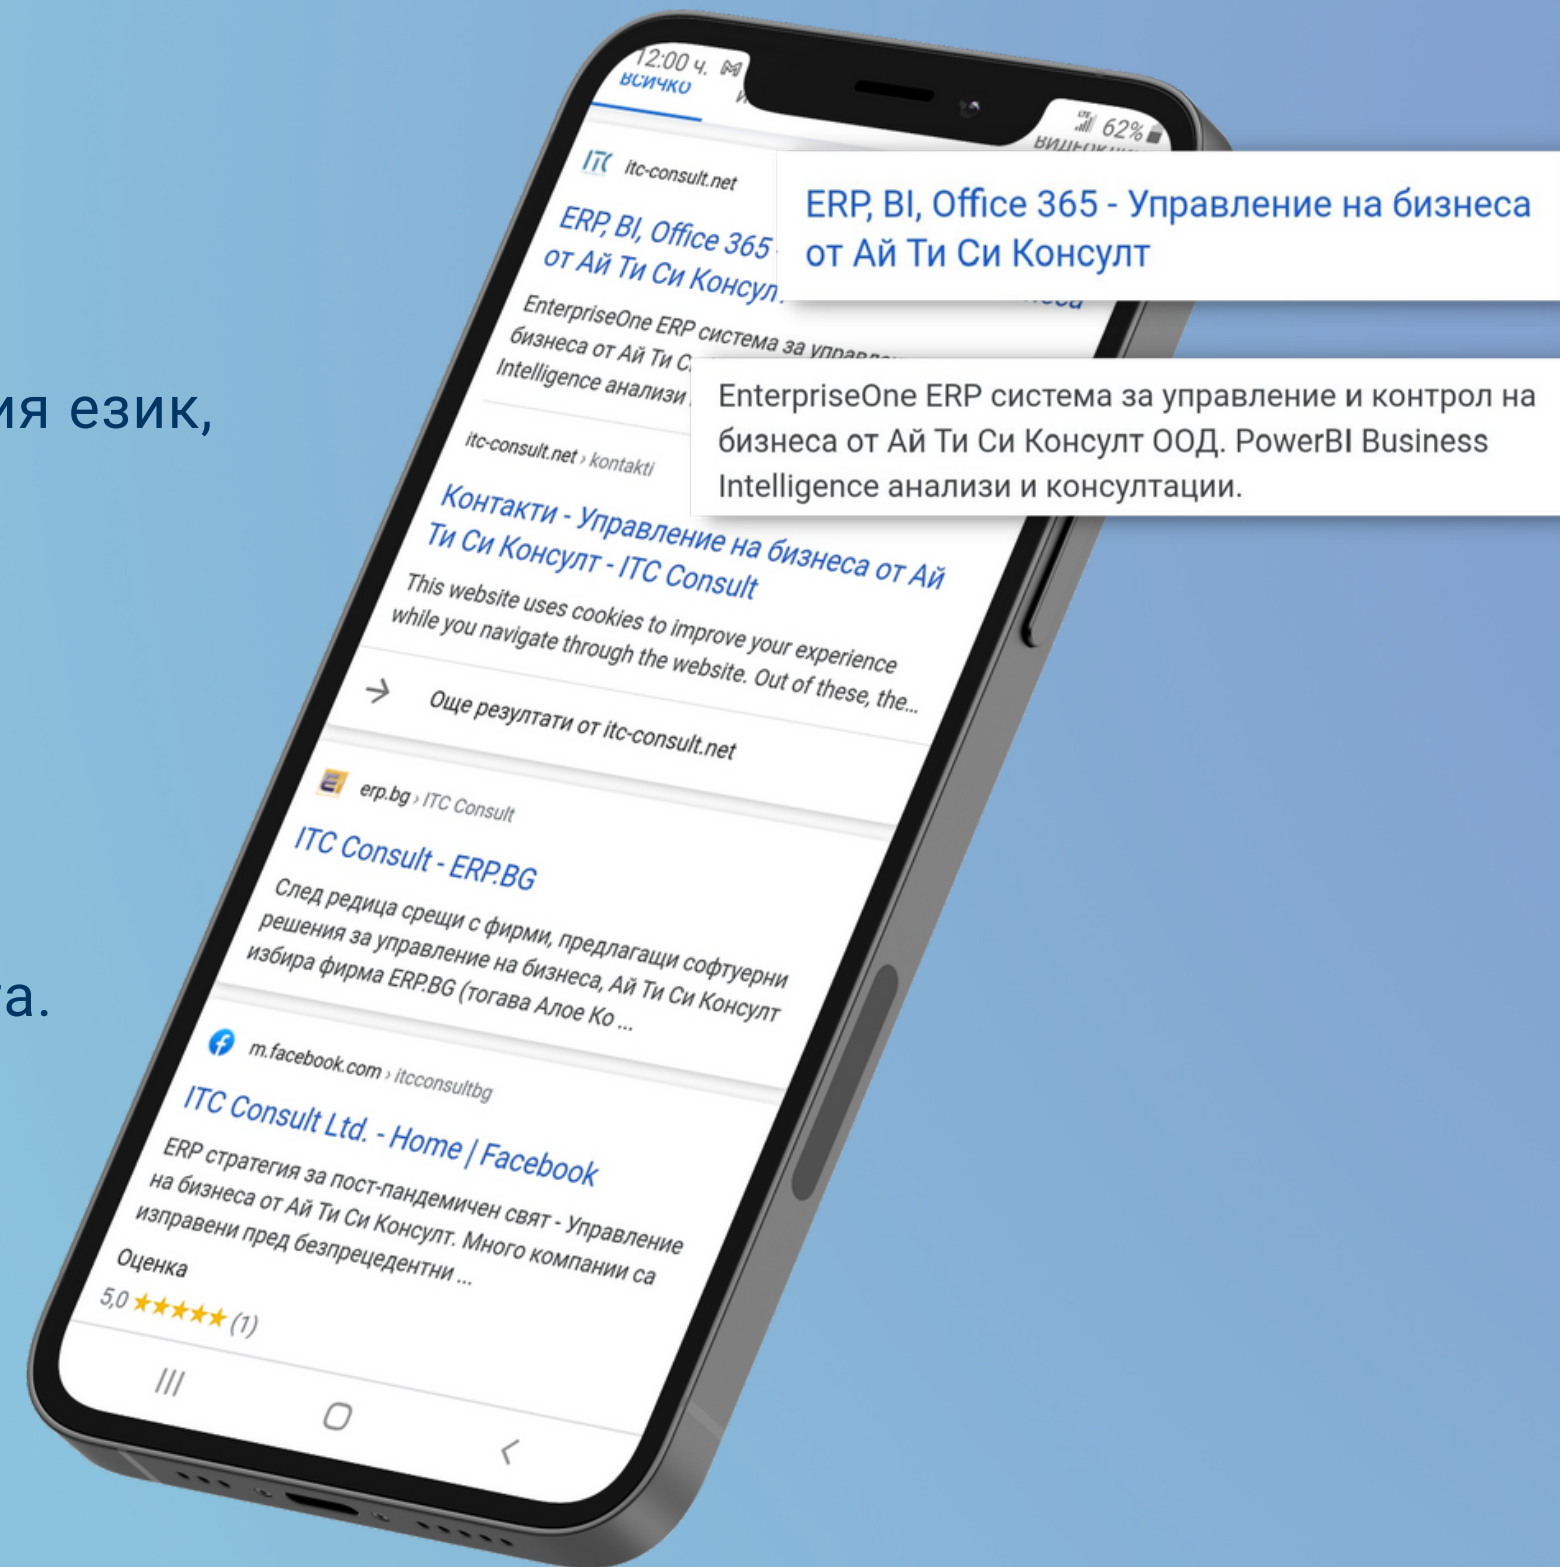 12:00 ч.
62%
всичко
itc-consult.net
ERP, BI, Office 365 - Управление на бизнеса
от Ай Ти Си Консулт
ERP, BI, Office 365
от Ай Ти Си Консул
EnterpriseOne ERP система за управление и контрол на
бизнеса от Ай Ти Си Консулт ООД. PowerBI Business
Intelligence анализи и консултации.
EnterpriseOne ERP система за
бизнеса от Ай Ти С
Intelligence анализи
ия език,
itc-consult.net › kontakti
Контакти - Управление на бизнеса от Ай
Ти Си Консулт - ITC Consult
This website uses cookies to improve your experience
while you navigate through the website. Out of these, the...
Още резултати от itc-consult.net
erp.bg › ITC Consult
ITC Consult - ERP.BG
След редица срещи с фирми, предлагащи софтуерни
решения за управление на бизнеса, Ай Ти Си Консулт
избира фирма ERP.BG (тогава Алое Ко ...
та.
m.facebook.com › itcconsultbg
ITC Consult Ltd. - Home | Facebook
ERP стратегия за пост-пандемичен свят - Управление
на бизнеса от Ай Ти Си Консулт. Много компании са
изправени пред безпрецедентни ...
Оценка
5,0 ★★★★★ (1)